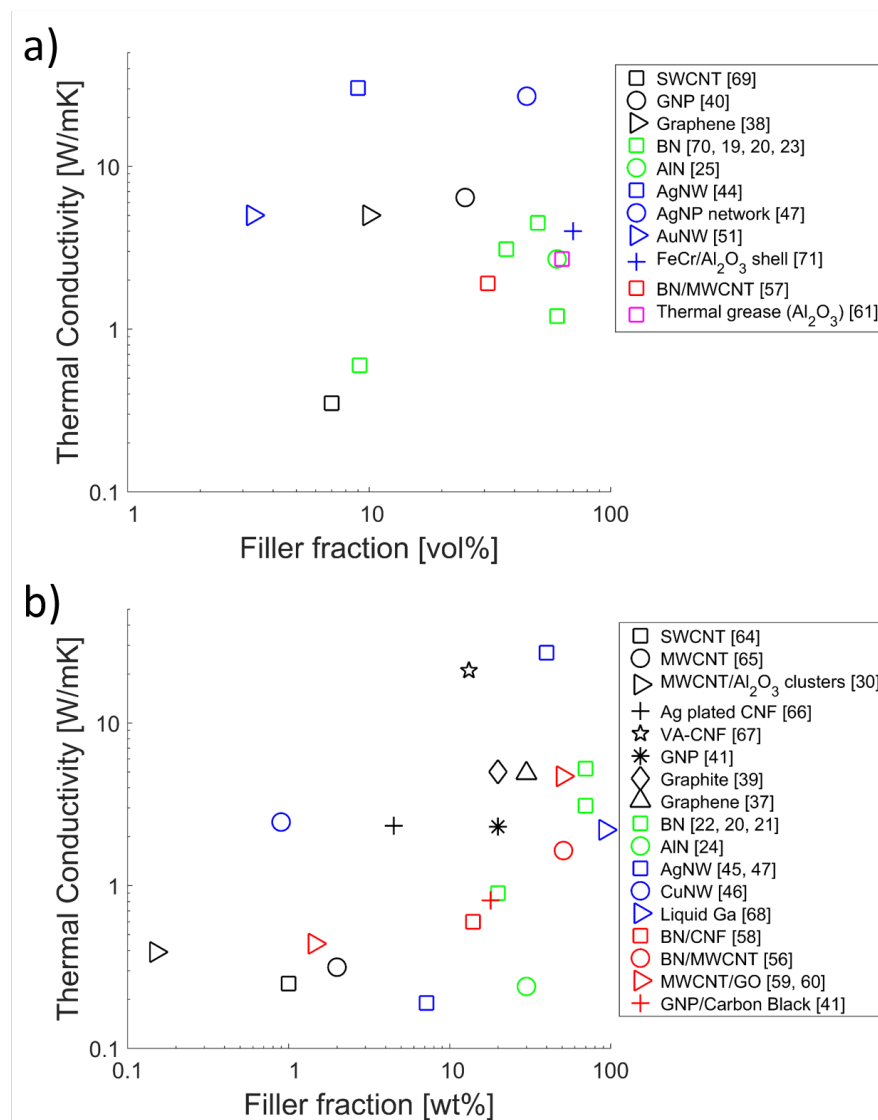 a)
Thermal Conductivity [W/mK]
10
1
0.1
1
10
100
Filler fraction [vol%]
SWCNT [69]
GNP [40]
Graphene [38]
BN [70, 19, 20, 23]
AlN [25]
AgNW [44]
AgNP network [47]
AuNW [51]
FeCr/Al₂O₃ shell [71]
BN/MWCNT [57]
Thermal grease (Al₂O₃) [61]
b)
Thermal Conductivity [W/mK]
10
1
0.1
0.1
1
10
100
Filler fraction [wt%]
SWCNT [64]
MWCNT [65]
MWCNT/Al₂O₃ clusters [30]
Ag plated CNF [66]
VA-CNF [67]
GNP [41]
Graphite [39]
Graphene [37]
BN [22, 20, 21]
AlN [24]
AgNW [45, 47]
CuNW [46]
Liquid Ga [68]
BN/CNF [58]
BN/MWCNT [56]
MWCNT/GO [59, 60]
GNP/Carbon Black [41]